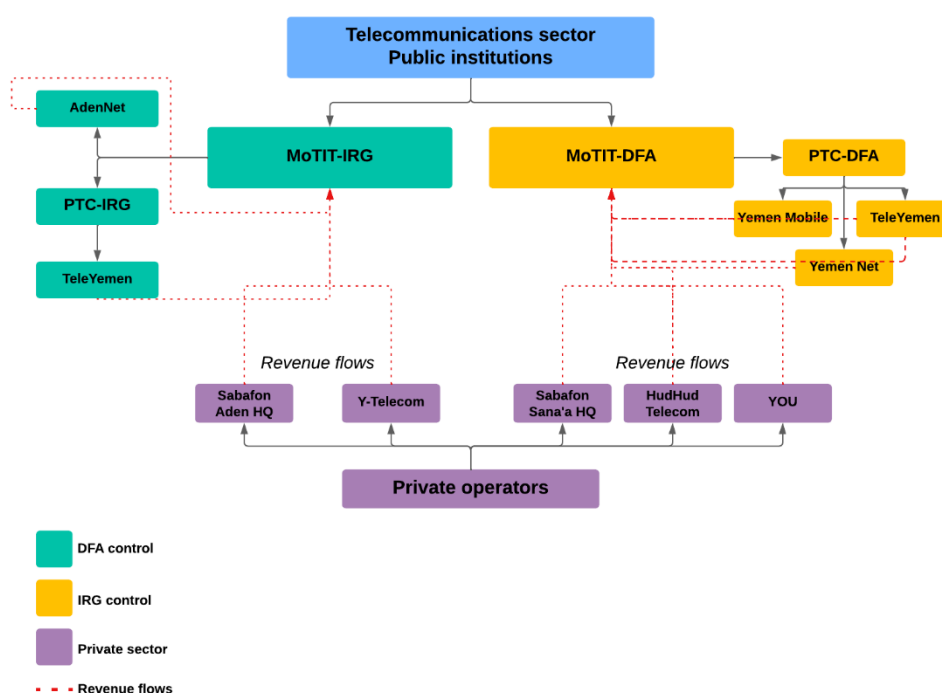 Telecommunications sector
Public institutions
AdenNet
MoTIT-IRG
MoTIT-DFA
PTC-DFA
PTC-IRG
Yemen Mobile
TeleYemen
TeleYemen
Yemen Net
Revenue flows
Revenue flows
Sabafon
Aden HQ
Y-Telecom
Sabafon
Sana'a HQ
HudHud
Telecom
YOU
Private operators
DFA control
IRG control
Private sector
Revenue flows